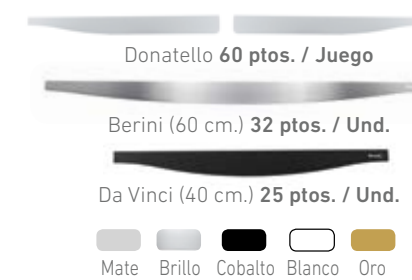 Donatello 60 ptos. / Juego
Berini (60 cm.) 32 ptos. / Und.
Da Vinci (40 cm.) 25 ptos. / Und.
Mate Brillo Cobalto Blanco Oro